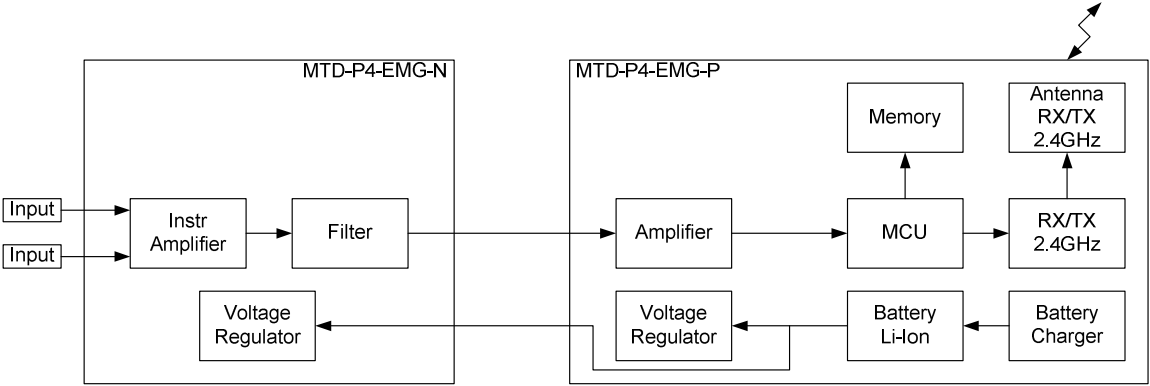 MTD-P4-EMG-N
MTD-P4-EMG-P
Memory
Antenna
RX/TX
2.4GHz
Input
Input
Instr
Amplifier
Filter
Amplifier
MCU
RX/TX
2.4GHz
Voltage
Regulator
Voltage
Regulator
Battery
Li-Ion
Battery
Charger